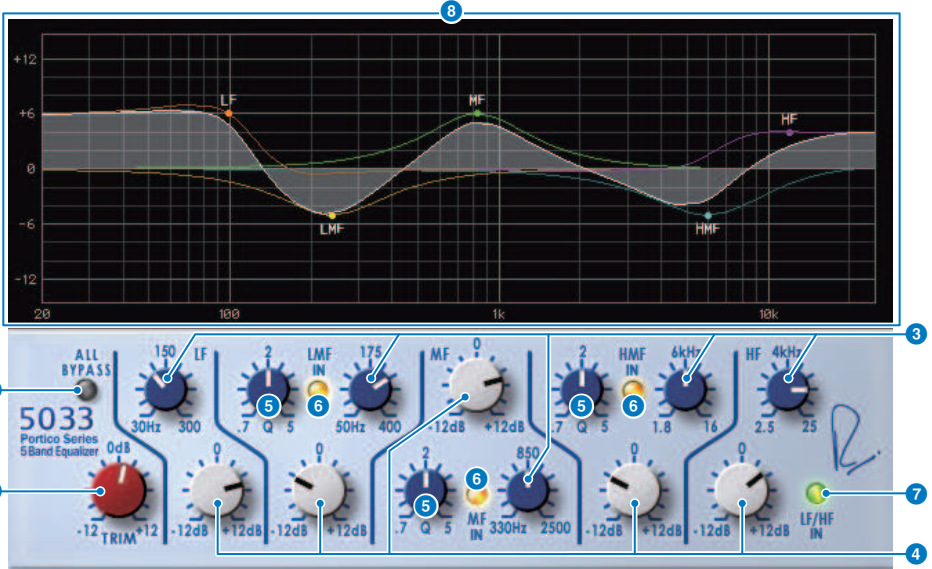 8
+12
+6
0
-6
-12
LF
MF
HF
LMF
HMF
20 100 1k 10k
3
ALL
BYPASS
150 LF
30Hz 300
2
5
.7 Q 5
LMF
IN
6
175
50Hz 400
MF 0
-12dB +12dB
2
5
.7 Q 5
HMF
IN
6
6kHz
1.8 16
HF 4kHz
2.5 25
5033
Portico Series
5Band Equalizer
0dB
-12 TRIM +12
0
-12dB +12dB
0
-12dB +12dB
2
5
.7 Q 5
6
MF
IN
850
330Hz 2500
0
-12dB +12dB
0
-12dB +12dB
R.
7
LF/HF
IN
4